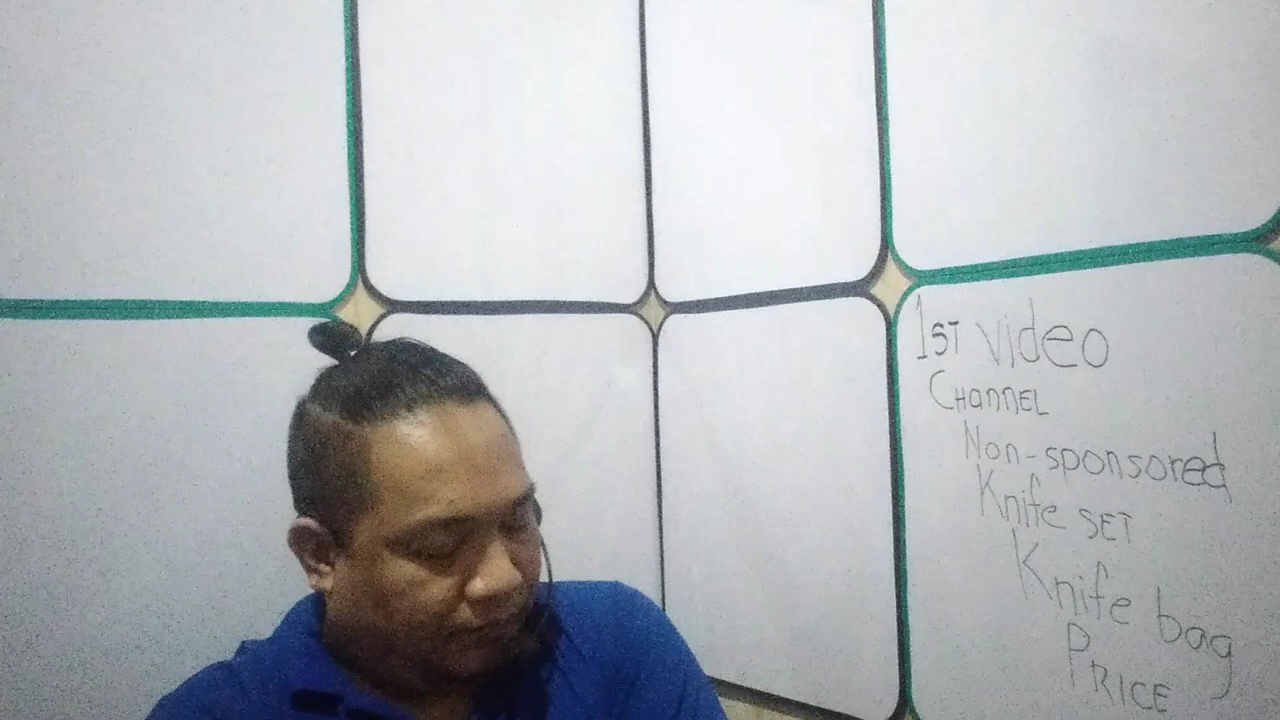 1ST video
CHannEL
Non-sponsored
Knife SET
Knife bag
PRICE